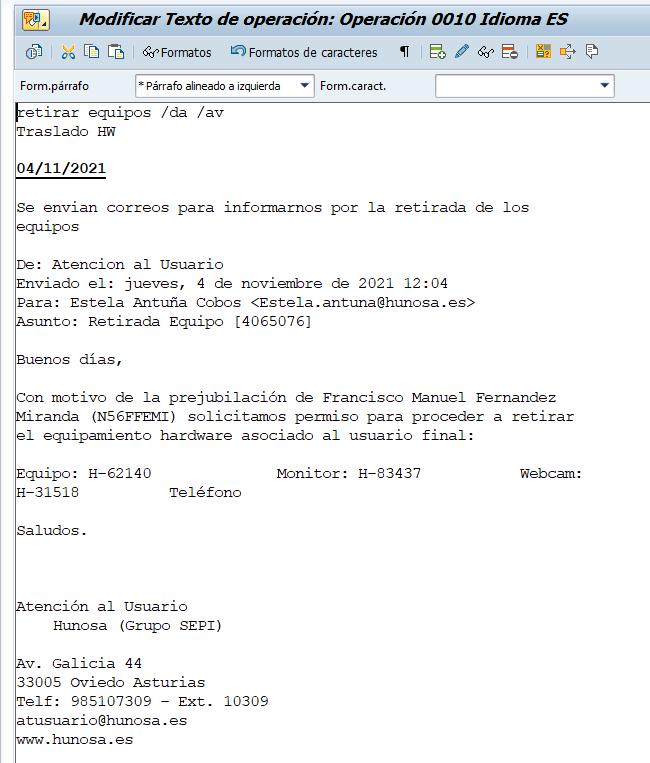 Modificar Texto de operación: Operación 0010 Idioma ES
Formatos Formatos de caracteres ¶
Form.párrafo * Párrafo alineado a izquierda Form.caract.
retirar equipos /da /av
Traslado HW
04/11/2021
Se envian correos para informarnos por la retirada de los
equipos
De: Atencion al Usuario
Enviado el: jueves, 4 de noviembre de 2021 12:04
Para: Estela Antuña Cobos <Estela.antuna@hunosa.es>
Asunto: Retirada Equipo [4065076]
Buenos días,
Con motivo de la prejubilación de Francisco Manuel Fernandez
Miranda (N56FFEMI) solicitamos permiso para proceder a retirar
el equipamiento hardware asociado al usuario final:
Equipo: H-62140 Monitor: H-83437 Webcam:
H-31518 Teléfono
Saludos.
Atención al Usuario
Hunosa (Grupo SEPI)
Av. Galicia 44
33005 Oviedo Asturias
Telf: 985107309 – Ext. 10309
atusuario@hunosa.es
www.hunosa.es